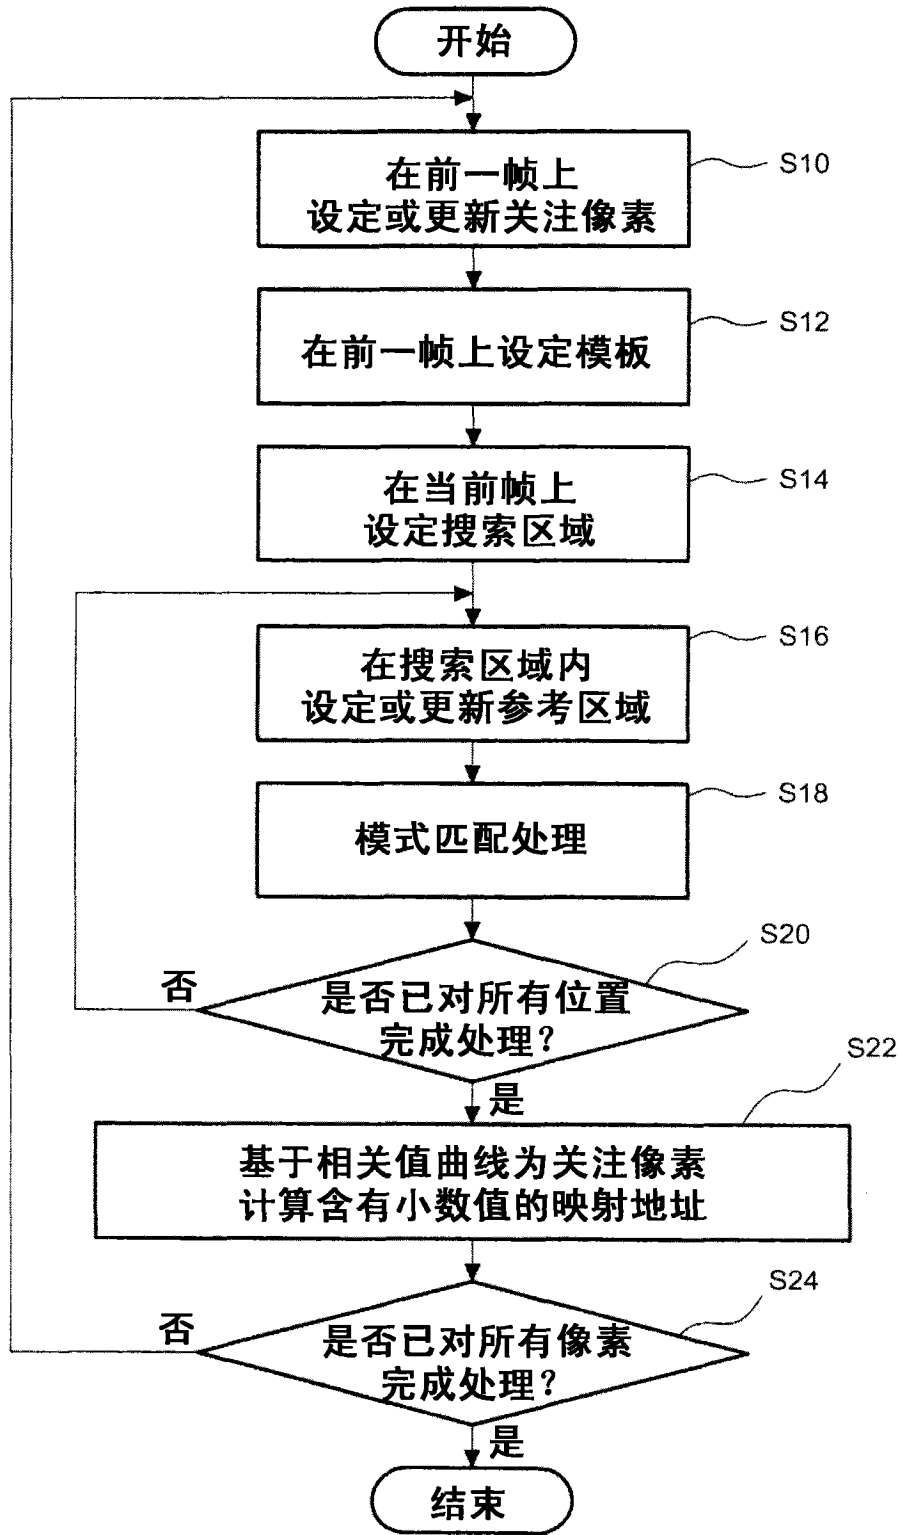 开始
在前一帧上
设定或更新关注像素
S10
在前一帧上设定模板
S12
在当前帧上
设定搜索区域
S14
在搜索区域内
设定或更新参考区域
S16
模式匹配处理
S18
是否已对所有位置
完成处理？
S20
否
是
基于相关值曲线为关注像素
计算含有小数值的映射地址
S22
是否已对所有像素
完成处理？
S24
否
是
结束